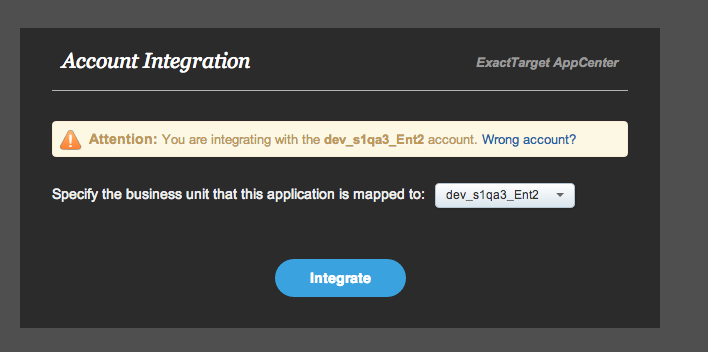 Account Integration
ExactTarget AppCenter
Attention: You are integrating with the dev_s1qa3_Ent2 account. Wrong account?
Specify the business unit that this application is mapped to: dev_s1qa3_Ent2
Integrate